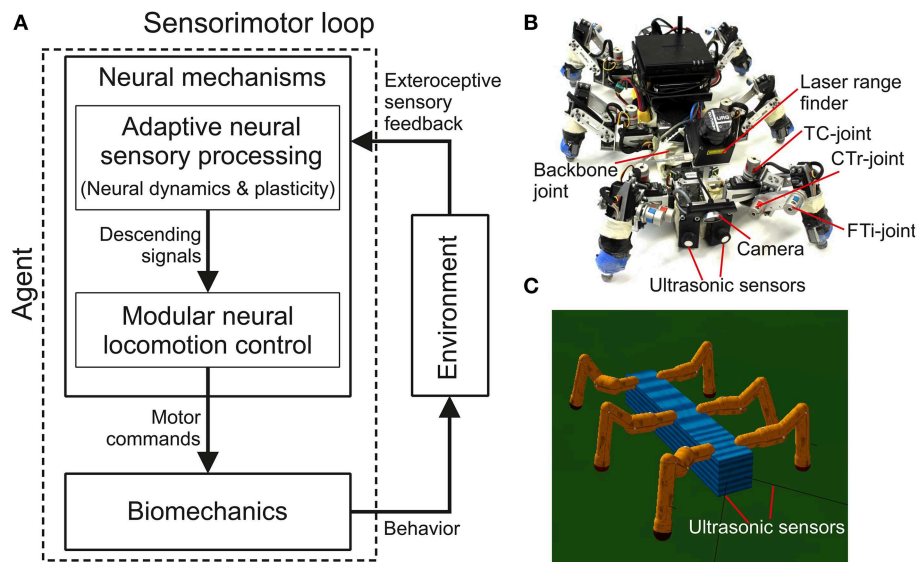 A
Sensorimotor loop
Neural mechanisms
Adaptive neural
sensory processing
(Neural dynamics & plasticity)
Descending
signals
Modular neural
locomotion control
Motor
commands
Biomechanics
Agent
Exteroceptive
sensory
feedback
Environment
Behavior
B
Laser range
finder
TC-joint
CTr-joint
FTi-joint
Backbone
joint
Camera
Ultrasonic sensors
C
Ultrasonic sensors